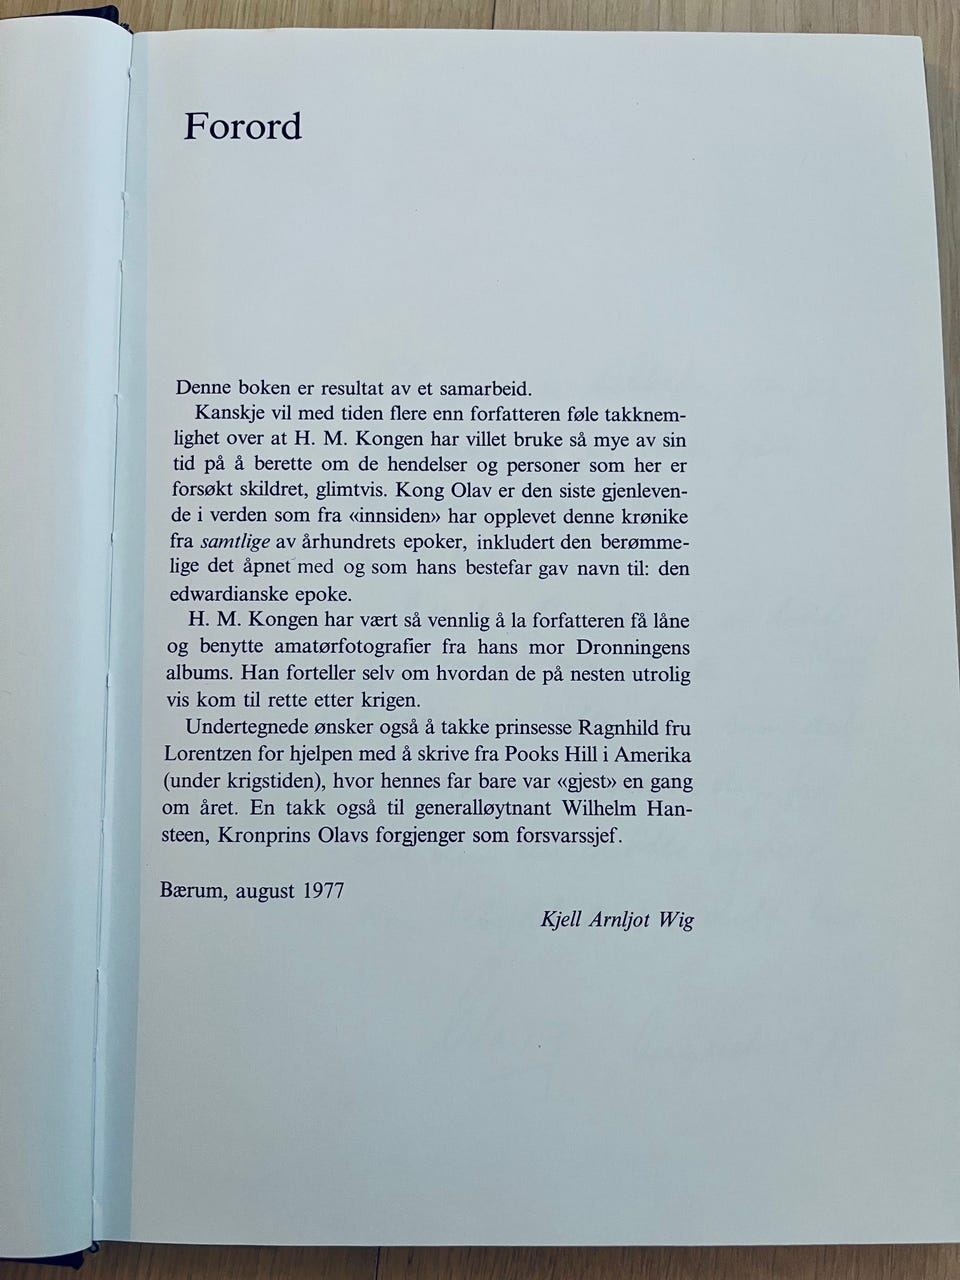 Forord
Denne boken er resultat av et samarbeid.
Kanskje vil med tiden flere enn forfatteren føle takknem-
lighet over at H. M. Kongen har villet bruke så mye av sin
tid på å berette om de hendelser og personer som her er
forsøkt skildret, glimtvis. Kong Olav er den siste gjenleven-
de i verden som fra «innsiden» har opplevet denne krønike
fra samtlige av århundrets epoker, inkludert den berømme-
lige det åpnet med og som hans bestefar gav navn til: den
edwardianske epoke.
H. M. Kongen har vært så vennlig å la forfatteren få låne
og benytte amatørfotografier fra hans mor Dronningens
albums. Han forteller selv om hvordan de på nesten utrolig
vis kom til rette etter krigen.
Undertegnede ønsker også å takke prinsesse Ragnhild fru
Lorentzen for hjelpen med å skrive fra Pooks Hill i Amerika
(under krigstiden), hvor hennes far bare var «gjest» en gang
om året. En takk også til generalløytnant Wilhelm Han-
steen, Kronprins Olavs forgjenger som forsvarssjef.
Bærum, august 1977
Kjell Arnljot Wig